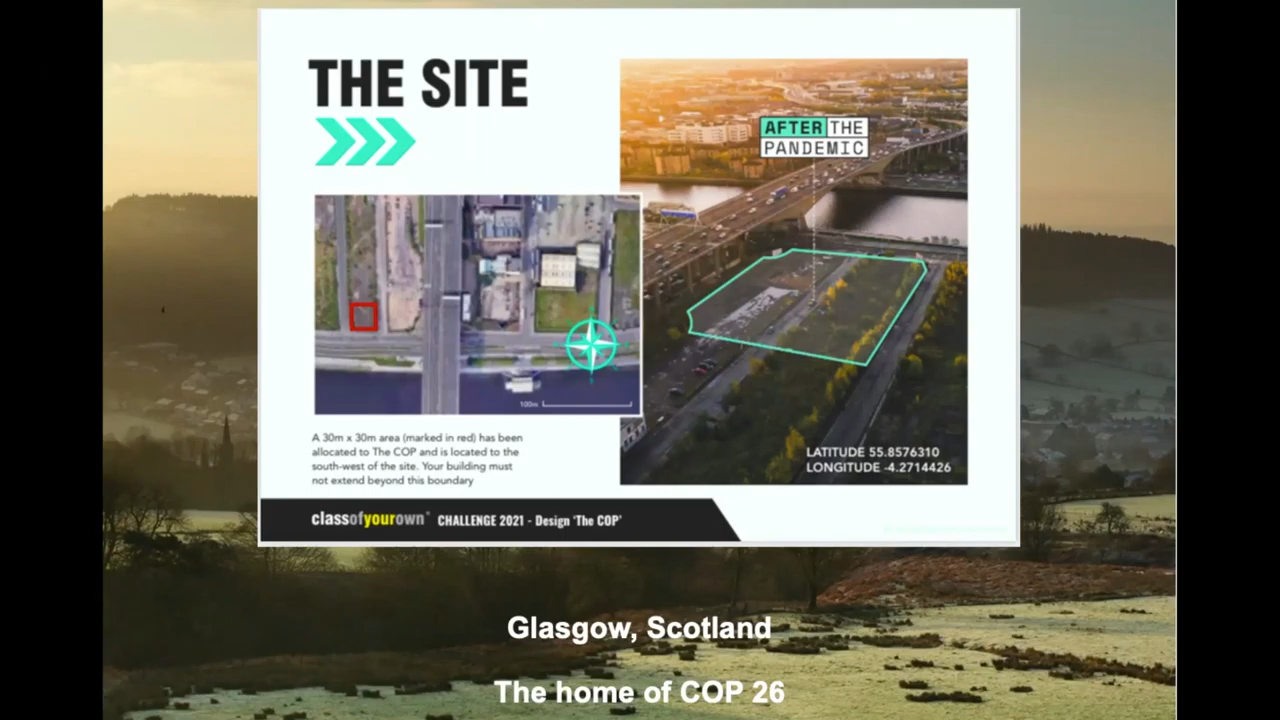 THE SITE
AFTER THE
PANDEMIC
100m
A 30m x 30m area (marked in red) has been
allocated to The COP and is located to the
south-west of the site. Your building must
not extend beyond this boundary
LATITUDE 55.8576310
LONGITUDE -4.2714426
classofyourown® CHALLENGE 2021 - Design 'The COP'
Glasgow, Scotland
The home of COP 26